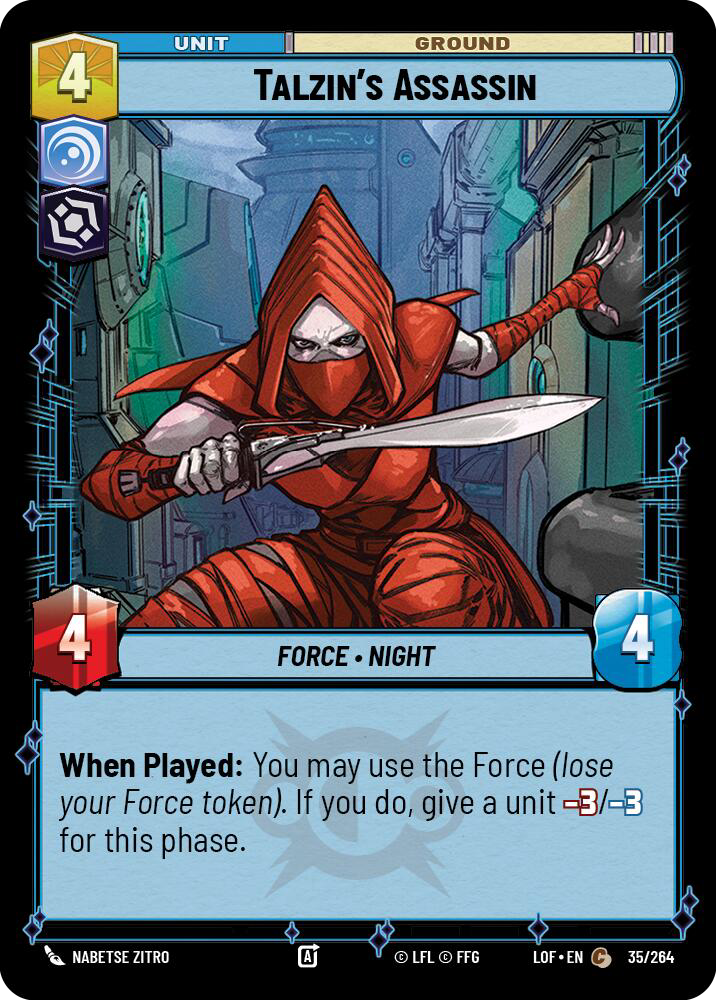 UNIT
GROUND
4
TALZIN'S ASSASSIN
4
FORCE • NIGHT
4
When Played: You may use the Force (lose
your Force token). If you do, give a unit -3/-3
for this phase.
NABETSE ZITRO
A
© LFL © FFG
LOF • EN
C
35/264